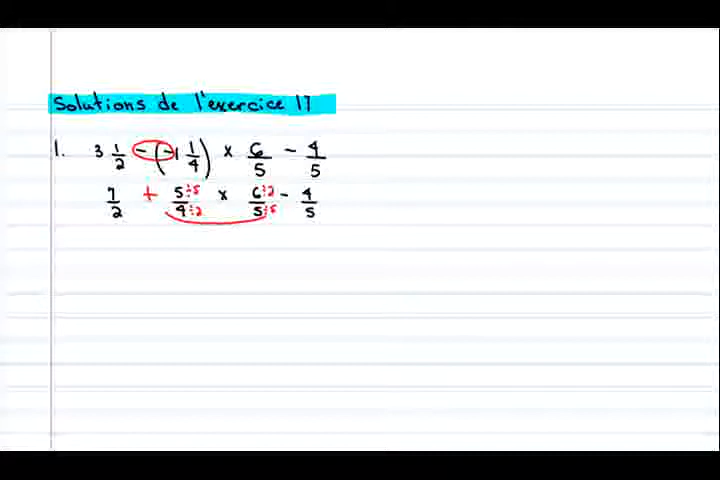 Solutions de l'exercice 17
1. 3 1/2 - (-1 1/4) × 6/5 - 4/5
7/2 + 5÷5/4÷2 × 6÷2/5÷5 - 4/5